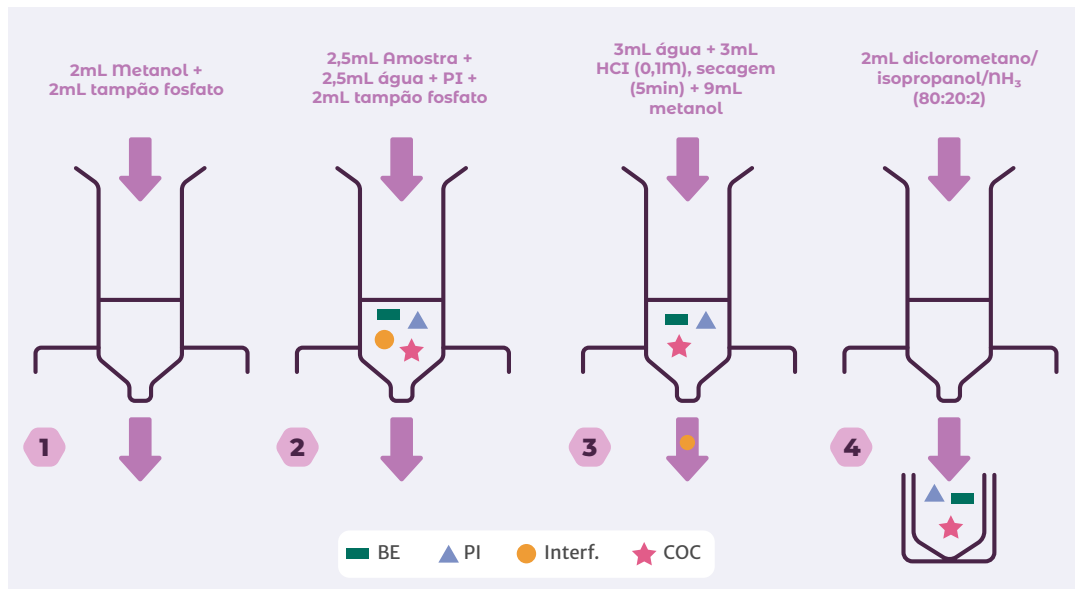 2mL Metanol +
2mL tampão fosfato
2,5mL Amostra +
2,5mL água + PI +
2mL tampão fosfato
3mL água + 3mL
HCI (0,1M), secagem
(5min) + 9mL
metanol
2mL diclorometano/
isopropanol/NH₃
(80:20:2)
1
2
3
4
BE
PI
Interf.
COC